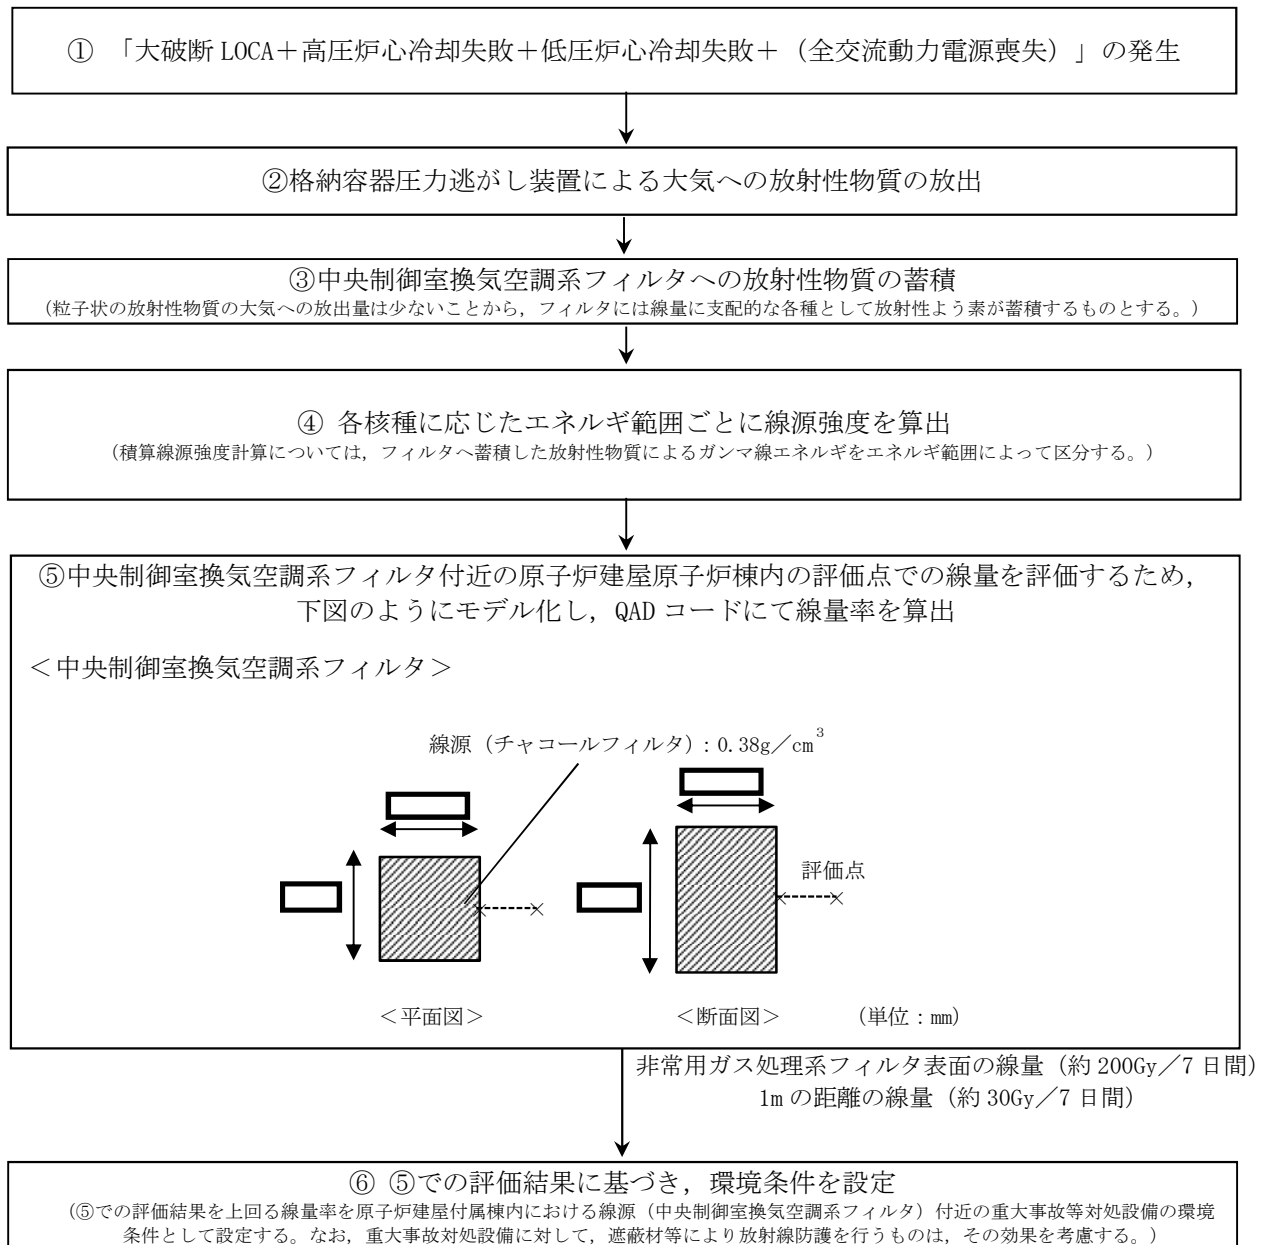 ① 「大破断 LOCA＋高圧炉心冷却失敗＋低圧炉心冷却失敗＋（全交流動力電源喪失）」の発生
②格納容器圧力逃がし装置による大気への放射性物質の放出
③中央制御室換気空調系フィルタへの放射性物質の蓄積
（粒子状の放射性物質の大気への放出量は少ないことから，フィルタには線量に支配的な各種として放射性よう素が蓄積するものとする。）
④ 各核種に応じたエネルギ範囲ごとに線源強度を算出
（積算線源強度計算については，フィルタへ蓄積した放射性物質によるガンマ線エネルギをエネルギ範囲によって区分する。）
⑤中央制御室換気空調系フィルタ付近の原子炉建屋原子炉棟内の評価点での線量を評価するため，
下図のようにモデル化し，QAD コードにて線量率を算出
＜中央制御室換気空調系フィルタ＞
線源（チャコールフィルタ）：0.38g／cm³
評価点
＜平面図＞ ＜断面図＞ （単位：mm）
非常用ガス処理系フィルタ表面の線量（約 200Gy／7 日間）
1m の距離の線量（約 30Gy／7 日間）
⑥ ⑤での評価結果に基づき，環境条件を設定
（⑤での評価結果を上回る線量率を原子炉建屋付属棟内における線源（中央制御室換気空調系フィルタ）付近の重大事故等対処設備の環境
条件として設定する。なお，重大事故対処設備に対して，遮蔽材等により放射線防護を行うものは，その効果を考慮する。）